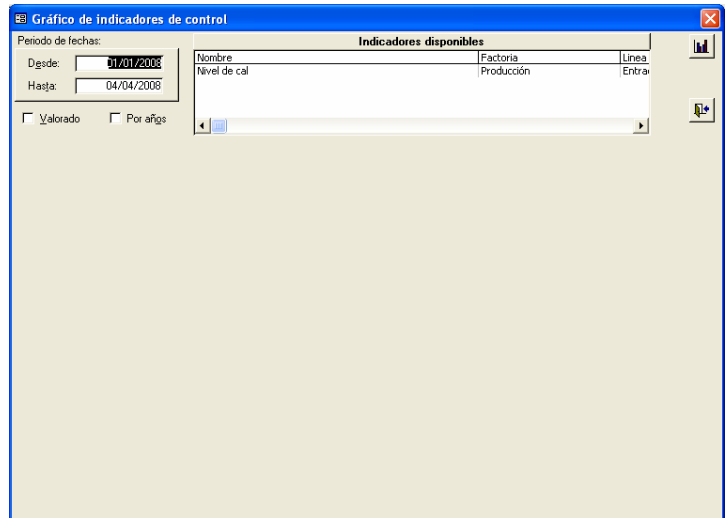 Gráfico de indicadores de control
Periodo de fechas:
Desde: 01/01/2008
Hasta: 04/04/2008
Valorado Por años
Indicadores disponibles
Nombre Factoria Linea
Nivel de cal Producción Entra